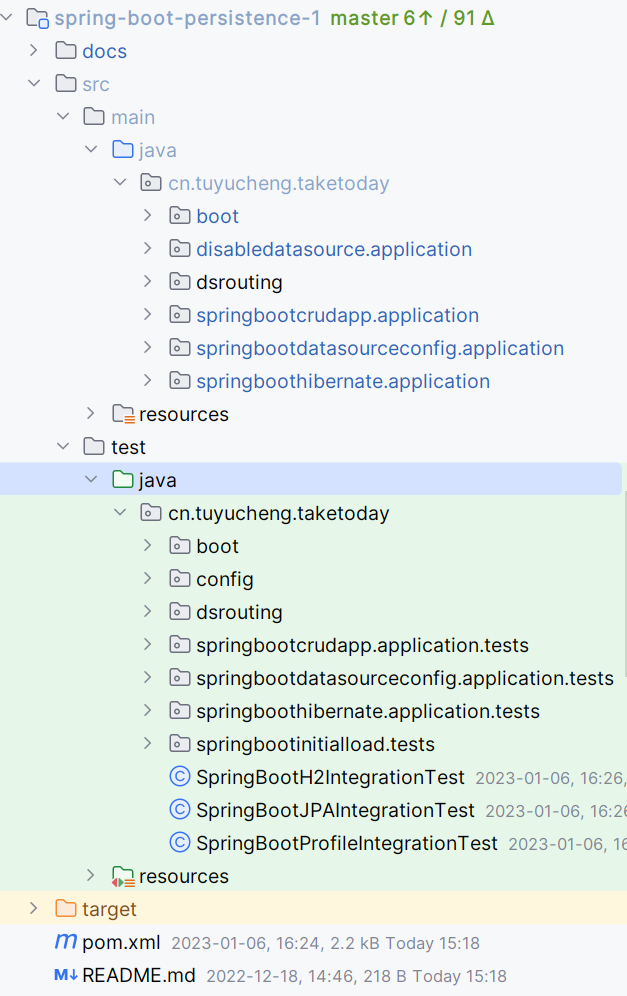 spring-boot-persistence-1 master 6↑ / 91 Δ
docs
src
main
java
cn.tuyucheng.taketoday
boot
disabledatasource.application
dsrouting
springbootcrudapp.application
springbootdatasourceconfig.application
springboothibernate.application
resources
test
java
cn.tuyucheng.taketoday
boot
config
dsrouting
springbootcrudapp.application.tests
springbootdatasourceconfig.application.tests
springboothibernate.application.tests
springbootinitialload.tests
SpringBootH2IntegrationTest 2023-01-06, 16:26,
SpringBootJPAIntegrationTest 2023-01-06, 16:26
SpringBootProfileIntegrationTest 2023-01-06, 16
resources
target
m pom.xml 2023-01-06, 16:24, 2.2 kB Today 15:18
M↓ README.md 2022-12-18, 14:46, 218 B Today 15:18